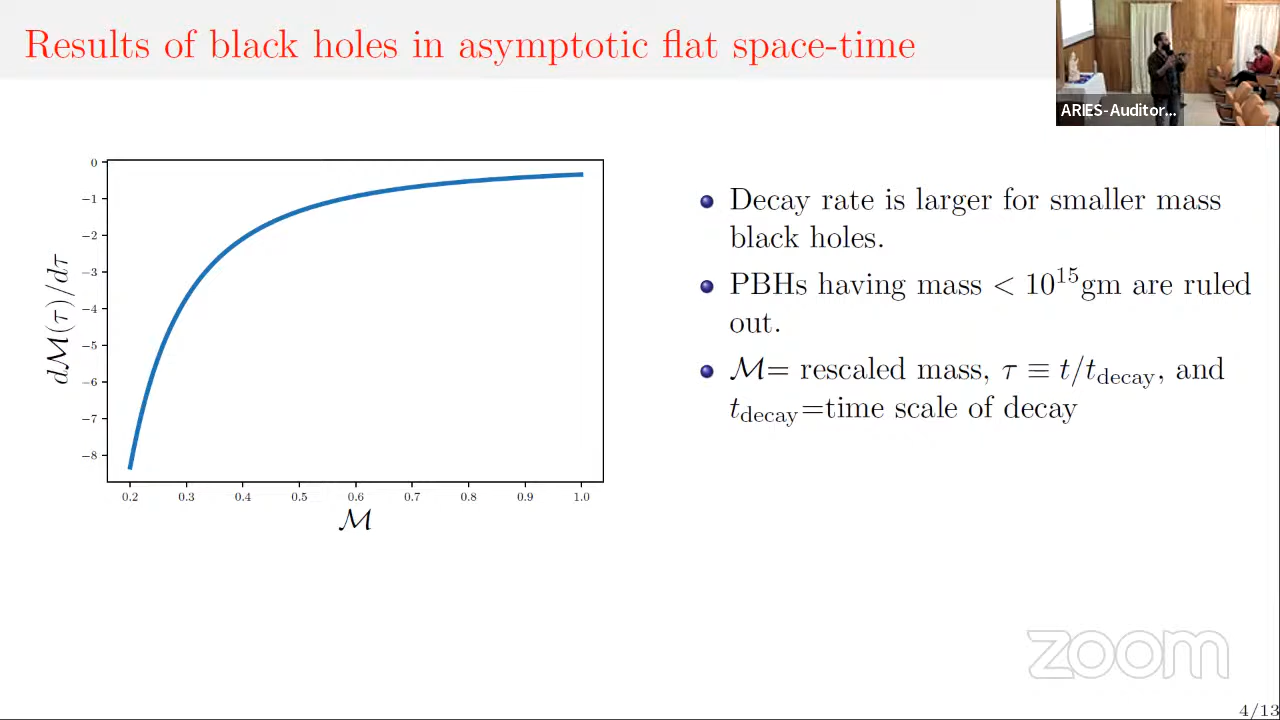 Results of black holes in asymptotic flat space-time
ARIES-Auditor...
0
−1
−2
−3
−4
−5
−6
−7
−8
dℳ(τ)/dτ
0.2 0.3 0.4 0.5 0.6 0.7 0.8 0.9 1.0
ℳ
Decay rate is larger for smaller mass
black holes.
PBHs having mass < 10¹⁵gm are ruled
out.
ℳ= rescaled mass, τ ≡ t/t_decay, and
t_decay=time scale of decay
zoom
4/13